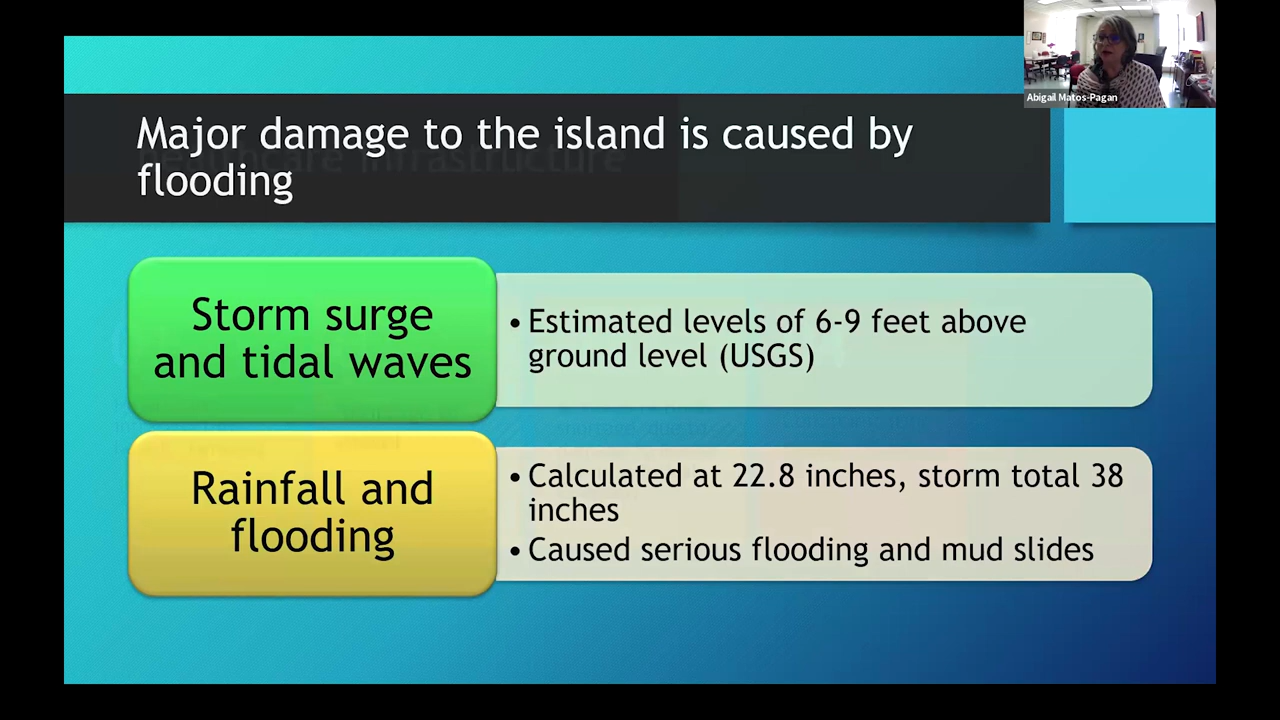 Abigail Matos-Pagan
Major damage to the island is caused by
flooding
Storm surge
and tidal waves
• Estimated levels of 6-9 feet above
ground level (USGS)
Rainfall and
flooding
• Calculated at 22.8 inches, storm total 38
inches
• Caused serious flooding and mud slides